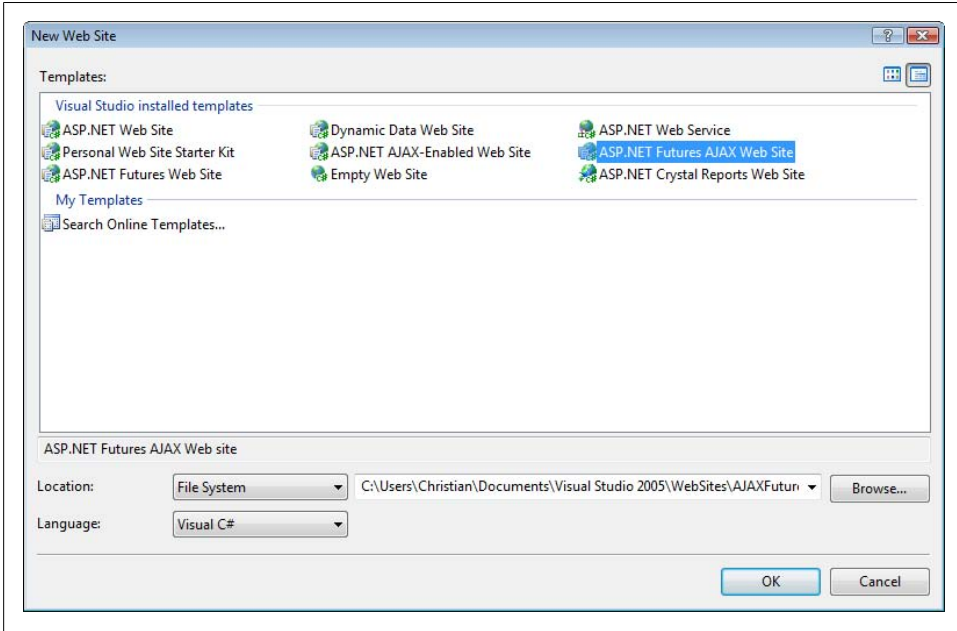 New Web Site
Templates:
Visual Studio installed templates
ASP.NET Web Site
Dynamic Data Web Site
ASP.NET Web Service
Personal Web Site Starter Kit
ASP.NET AJAX-Enabled Web Site
ASP.NET Futures AJAX Web Site
ASP.NET Futures Web Site
Empty Web Site
ASP.NET Crystal Reports Web Site
My Templates
Search Online Templates...
ASP.NET Futures AJAX Web site
Location:
File System
C:\Users\Christian\Documents\Visual Studio 2005\WebSites\AJAXFutur
Browse...
Language:
Visual C#
OK
Cancel